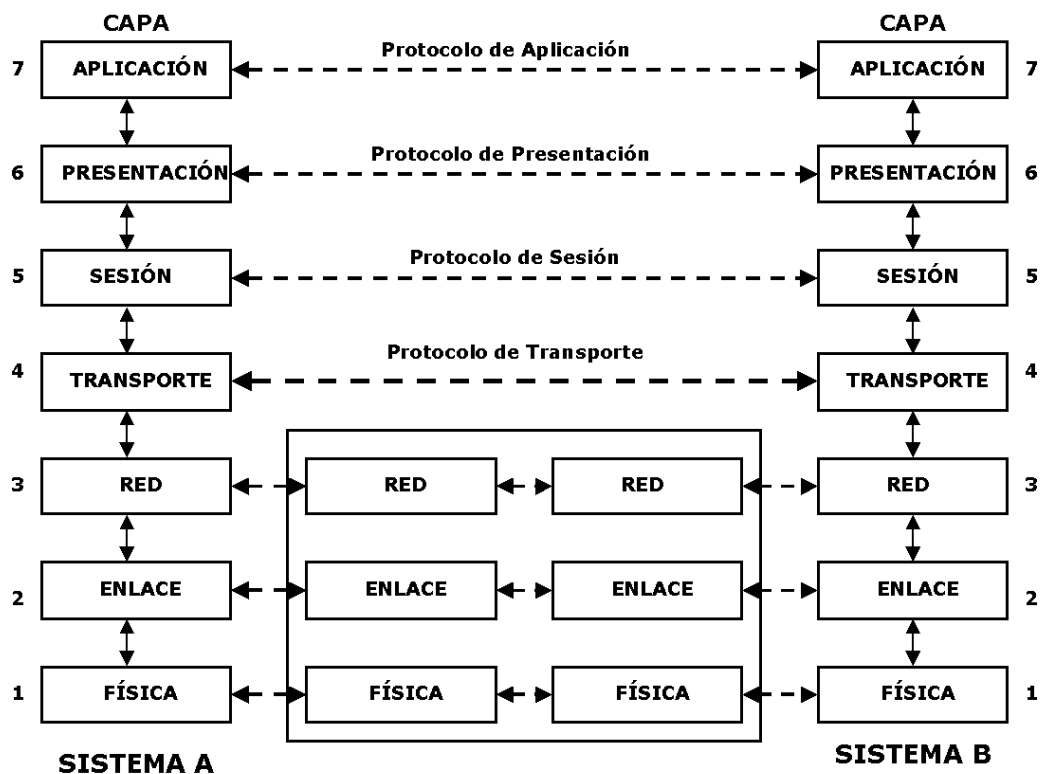 CAPA CAPA
Protocolo de Aplicación
7 APLICACIÓN APLICACIÓN 7
Protocolo de Presentación
6 PRESENTACIÓN PRESENTACIÓN 6
Protocolo de Sesión
5 SESIÓN SESIÓN 5
Protocolo de Transporte
4 TRANSPORTE TRANSPORTE 4
3 RED RED RED RED 3
2 ENLACE ENLACE ENLACE ENLACE 2
1 FÍSICA FÍSICA FÍSICA FÍSICA 1
SISTEMA A SISTEMA B